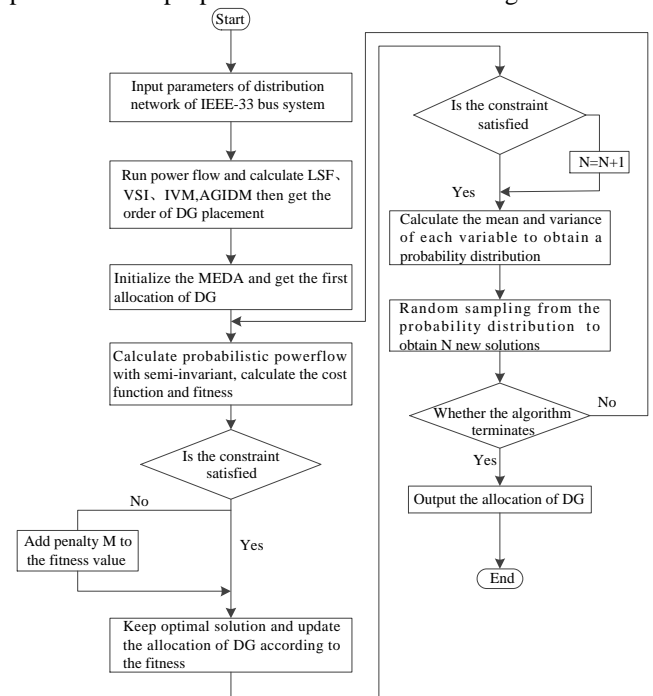 Start
Input parameters of distribution
network of IEEE-33 bus system
Run power flow and calculate LSF、
VSI、IVM,AGIDM then get the
order of DG placement
Initialize the MEDA and get the first
allocation of DG
Calculate probabilistic powerflow
with semi-invariant, calculate the cost
function and fitness
Is the constraint
satisfied
No
Add penalty M to
the fitness value
Yes
Keep optimal solution and update
the allocation of DG according to
the fitness
Is the constraint
satisfied
N=N+1
Yes
Calculate the mean and variance
of each variable to obtain a
probability distribution
Random sampling from the
probability distribution to
obtain N new solutions
Whether the algorithm
terminates
No
Yes
Output the allocation of DG
End